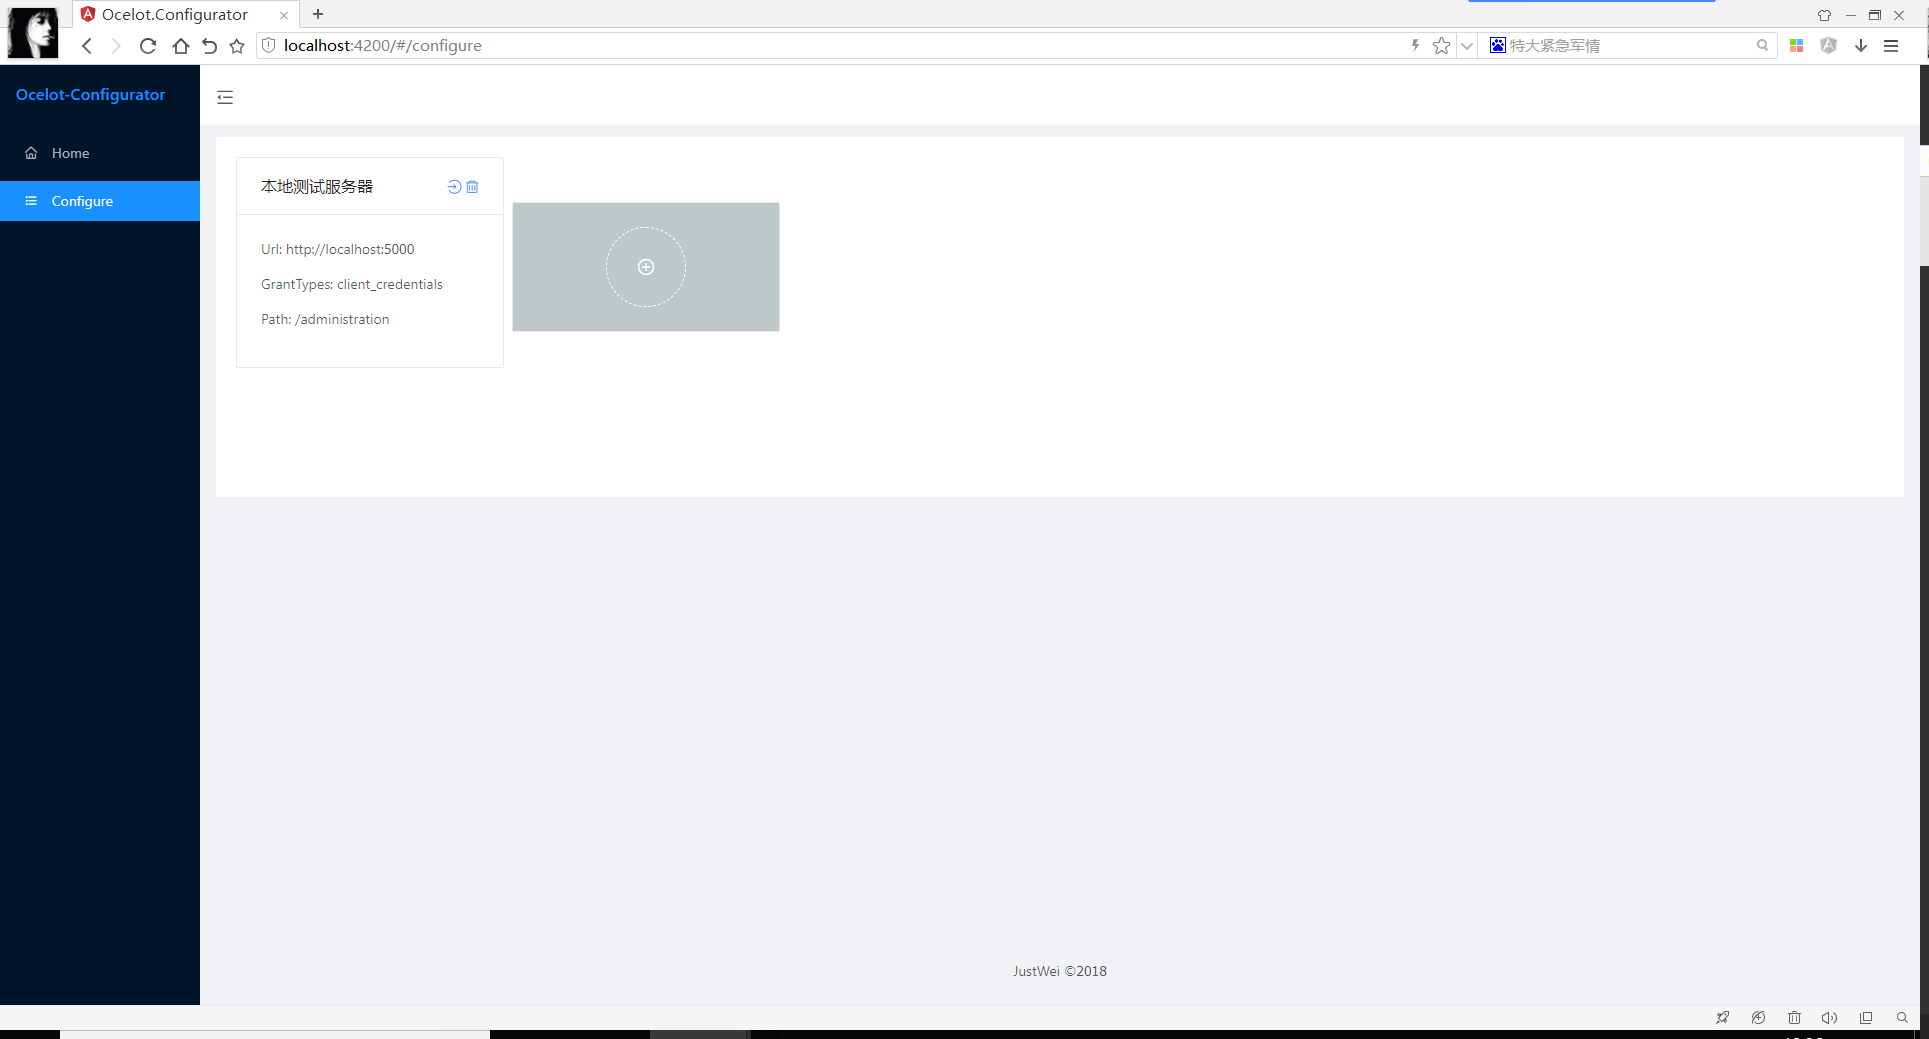 Ocelot.Configurator
localhost:4200/#/configure
特大紧急军情
Ocelot-Configurator
Home
Configure
本地测试服务器
Url: http://localhost:5000
GrantTypes: client_credentials
Path: /administration
JustWei ©2018